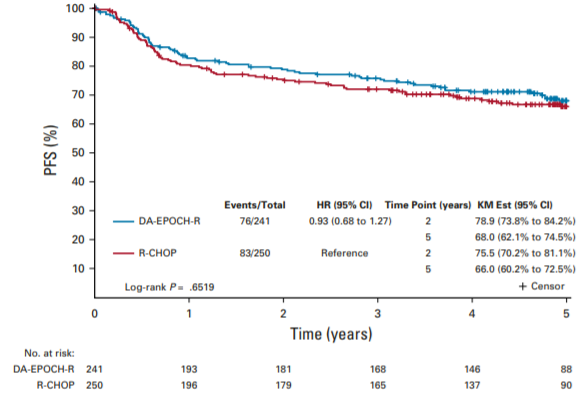 100
90
80
70
60
50
40
30
20
10
PFS (%)
Events/Total HR (95% CI) Time Point (years) KM Est (95% CI)
DA-EPOCH-R 76/241 0.93 (0.68 to 1.27) 2 78.9 (73.8% to 84.2%)
5 68.0 (62.1% to 74.5%)
R-CHOP 83/250 Reference 2 75.5 (70.2% to 81.1%)
5 66.0 (60.2% to 72.5%)
Log-rank P = .6519 + Censor
0 1 2 3 4 5
Time (years)
No. at risk:
DA-EPOCH-R 241 193 181 168 146 88
R-CHOP 250 196 179 165 137 90